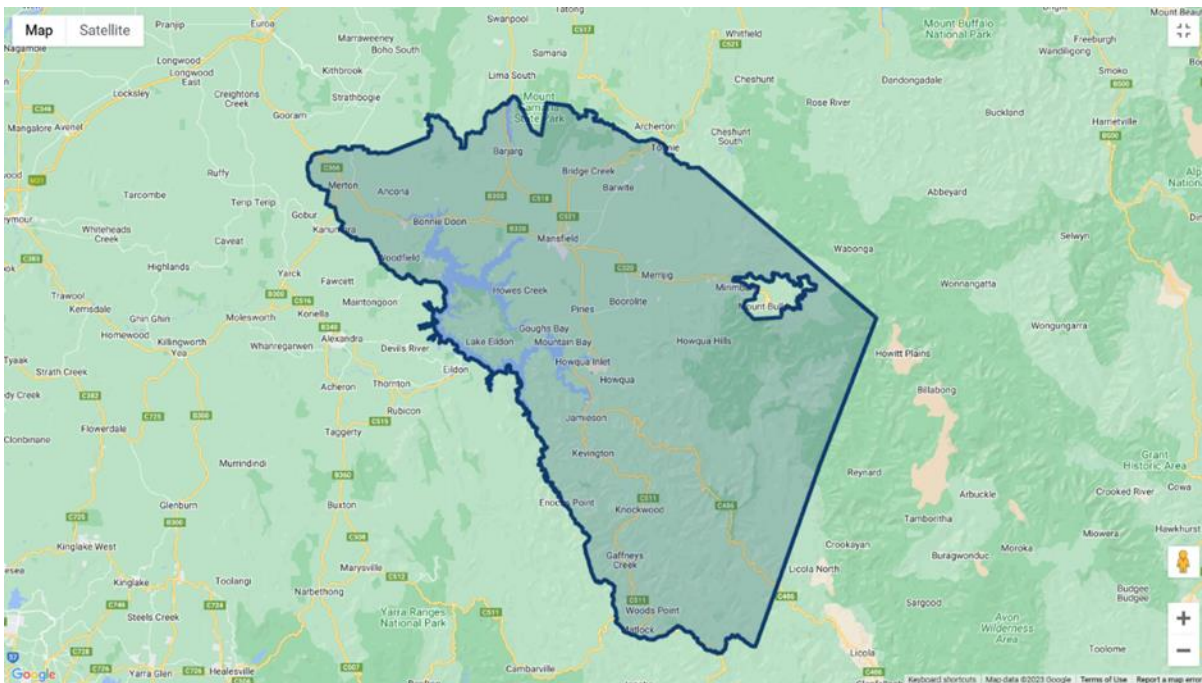 Map
Satellite
Pranjip
Euroa
Swanpool
Tatong
Mount Buffalo
National Park
Marraweeney
Boho South
Samaria
Whitfield
Freeburgh
Wandiligong
Longwood
Longwood
East
Kithbrook
Lima South
Cheshunt
Dandongadale
Smoko
Locksley
Creightons
Creek
Strathbogie
Rose River
Buckland
Harrietville
Mangalore
Avenel
Gooram
Archerton
Tolmie
Cheshunt
South
Barjarg
Bridge Creek
Barwite
Merton
Ancona
Ruffy
Tarcombe
Terip Terip
Gobur
Kanumbra
Bonnie Doon
Mansfield
Abbeyard
Selwyn
Whiteheads
Creek
Caveat
Highlands
Yarck
Fawcett
Woodfield
Merrijig
Wabonga
Wonnangatta
Howes Creek
Boorolite
Trawool
Kerrisdale
Ghin Ghin
Molesworth
Koriella
Maintongoon
Pines
Homewood
Killingworth
Yea
Whanregarwen
Alexandra
Devils River
Goughs Bay
Lake Eildon
Mountain Bay
Howqua Hills
Wongungarra
Howitt Plains
Strath Creek
Acheron
Thornton
Eildon
Howqua Inlet
Howqua
Billabong
Rubicon
Clonbinane
Flowerdale
Taggerty
Jamieson
Kevington
Murrindindi
Reynard
Grant
Historic Area
Enochs Point
Knockwood
Arbuckle
Crooked River
Cowa
Glenburn
Buxton
Tamboritha
Miowera
Hawkhurst
Kinglake West
Gaffneys
Creek
Crookayan
Buragwonduc
Moroka
Kinglake
Toolangi
Marysville
Narbethong
Licola North
Budgee
Budgee
Steels Creek
Yarra Ranges
National Park
Woods Point
Matlock
Sargood
Avon
Wilderness
Area
Toolome
Yarra Glen
Healesville
Cambarville
Licola
Google
Keyboard shortcuts
Map data ©2023 Google
Terms of Use
Report a map error